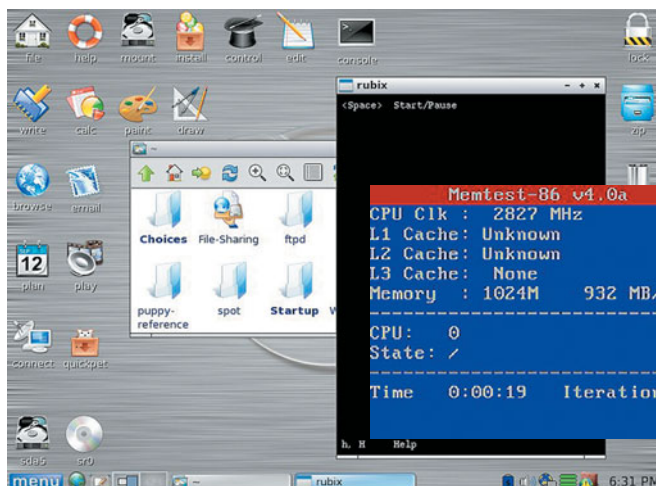 file help mount install control edit console lock
rubix
<Space> Start/Pause
write calc paint draw zip
~
browse email
Choices File-Sharing ftpd
12
plan play
puppy-reference spot Startup
connect quickpet
Memtest-86 v4.0a
CPU Clk : 2827 MHz
L1 Cache: Unknown
L2 Cache: Unknown
L3 Cache: None
Memory : 1024M 932 MB/
CPU: 0
State: /
Time 0:00:19 Iteration
h, H Help
sda5 sr0
menu ~ rubix 6:31 PM